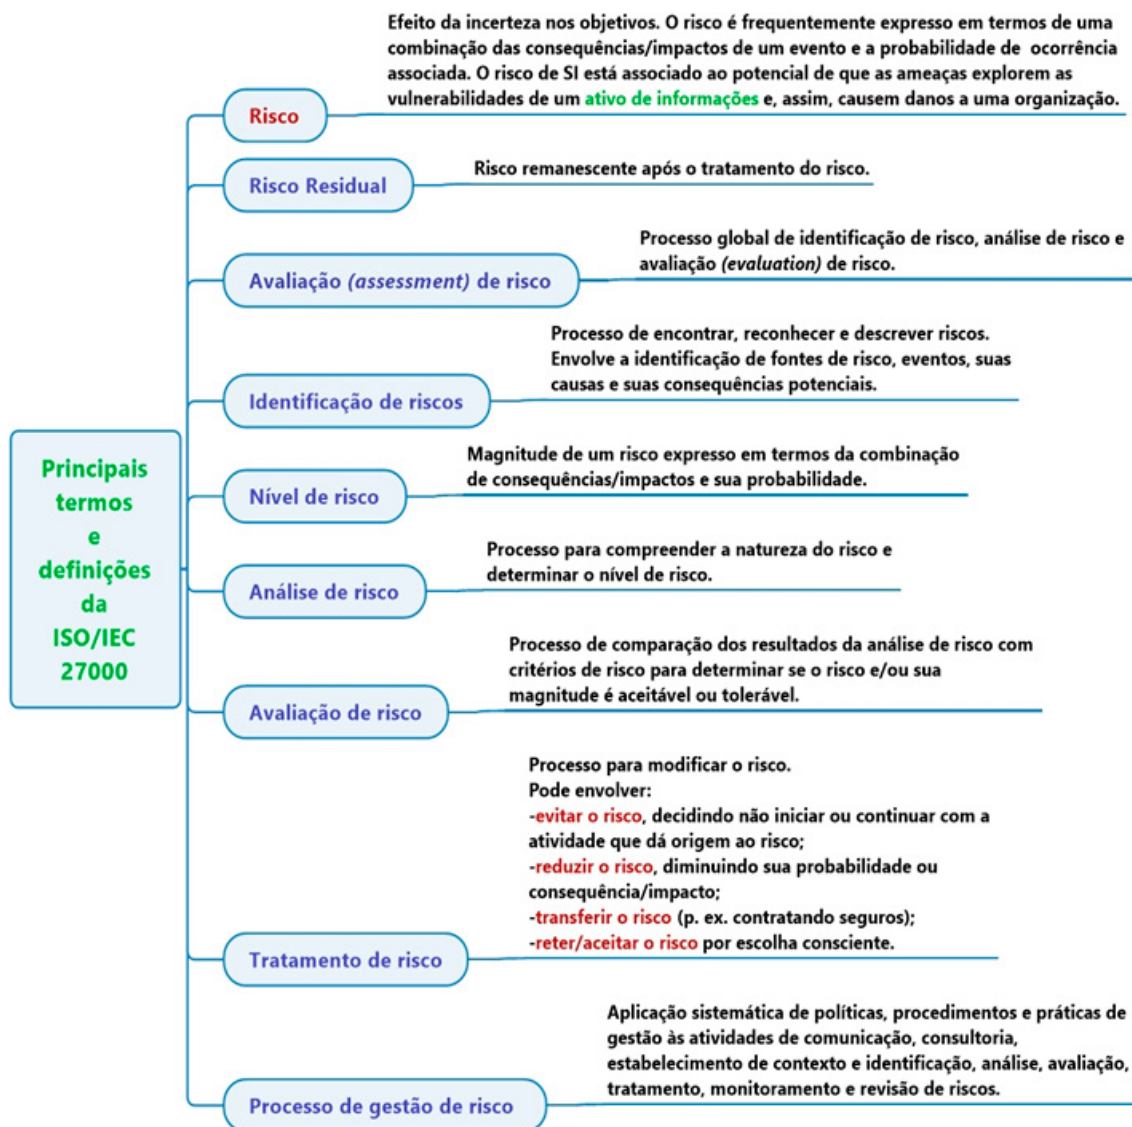 Efeito da incerteza nos objetivos. O risco é frequentemente expresso em termos de uma
combinação das consequências/impactos de um evento e a probabilidade de ocorrência
associada. O risco de SI está associado ao potencial de que as ameaças explorem as
vulnerabilidades de um ativo de informações e, assim, causem danos a uma organização.
Risco
Risco Residual
Risco remanescente após o tratamento do risco.
Avaliação (assessment) de risco
Processo global de identificação de risco, análise de risco e
avaliação (evaluation) de risco.
Identificação de riscos
Processo de encontrar, reconhecer e descrever riscos.
Envolve a identificação de fontes de risco, eventos, suas
causas e suas consequências potenciais.
Principais
termos
e
definições
da
ISO/IEC
27000
Nível de risco
Magnitude de um risco expresso em termos da combinação
de consequências/impactos e sua probabilidade.
Análise de risco
Processo para compreender a natureza do risco e
determinar o nível de risco.
Avaliação de risco
Processo de comparação dos resultados da análise de risco com
critérios de risco para determinar se o risco e/ou sua
magnitude é aceitável ou tolerável.
Tratamento de risco
Processo para modificar o risco.
Pode envolver:
-evitar o risco, decidindo não iniciar ou continuar com a
atividade que dá origem ao risco;
-reduzir o risco, diminuindo sua probabilidade ou
consequência/impacto;
-transferir o risco (p. ex. contratando seguros);
-reter/aceitar o risco por escolha consciente.
Processo de gestão de risco
Aplicação sistemática de políticas, procedimentos e práticas de
gestão às atividades de comunicação, consultoria,
estabelecimento de contexto e identificação, análise, avaliação,
tratamento, monitoramento e revisão de riscos.